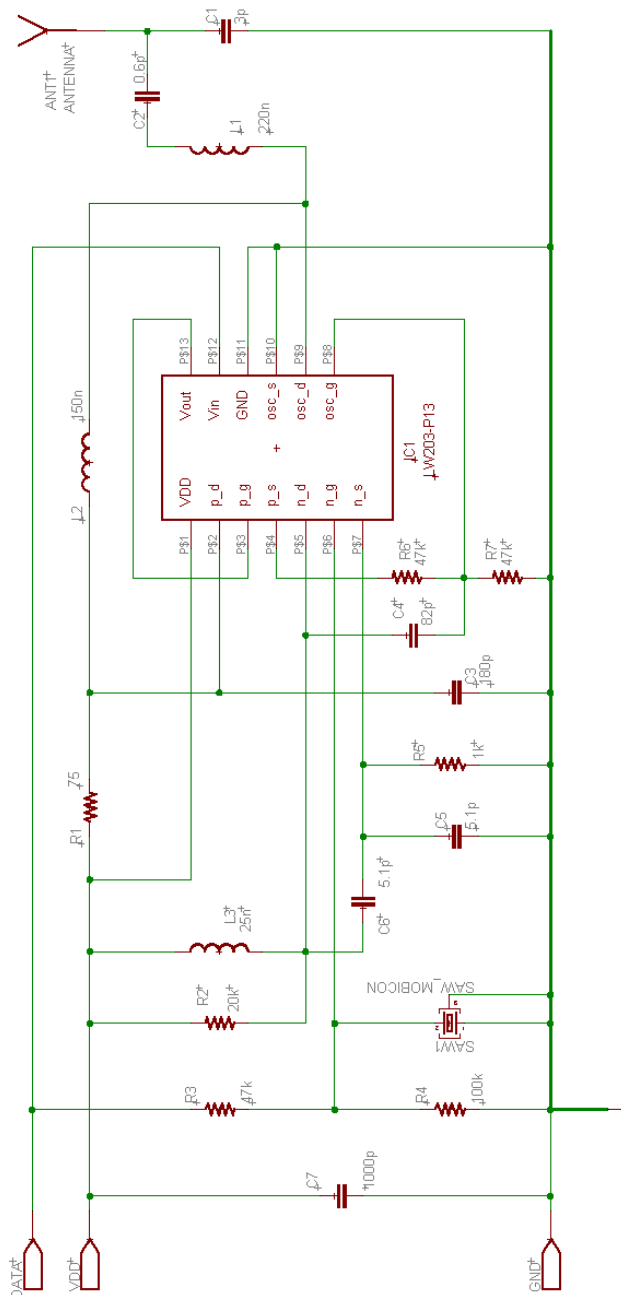 ANT1
ANTENNA
C1
3p
0.6p
C2
L1
220n
150n
L2
P$13
P$12
P$11
P$10
P$9
P$8
Vout
Vin
GND
osc_s
osc_d
osc_g
IC1
LW203-P13
VDD
p_d
p_g
p_s
n_d
n_g
n_s
P$1
P$2
P$3
P$4
P$5
P$6
P$7
R6
47k
R7
47k
C4
82p
C3
180p
75
R1
R5
1k
C5
5.1p
5.1p
C6
L3
25n
R2
20k
SAW_MOBICON
SAW1
R3
47k
R4
100k
C7
1000p
DATA
VDD
GND